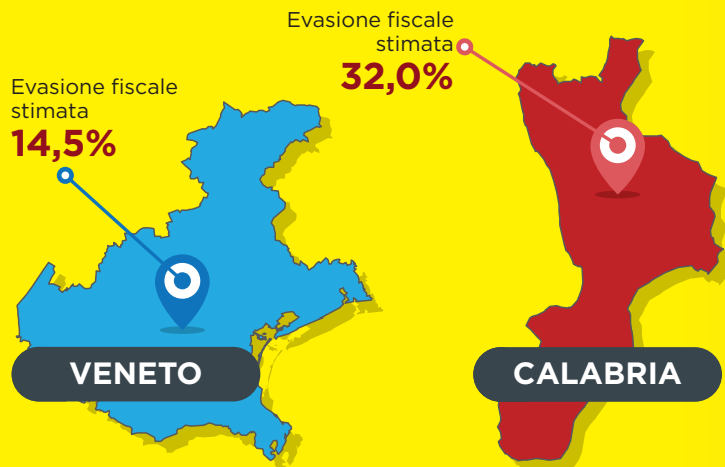 Evasione fiscale
stimata
14,5%
VENETO
Evasione fiscale
stimata
32,0%
CALABRIA